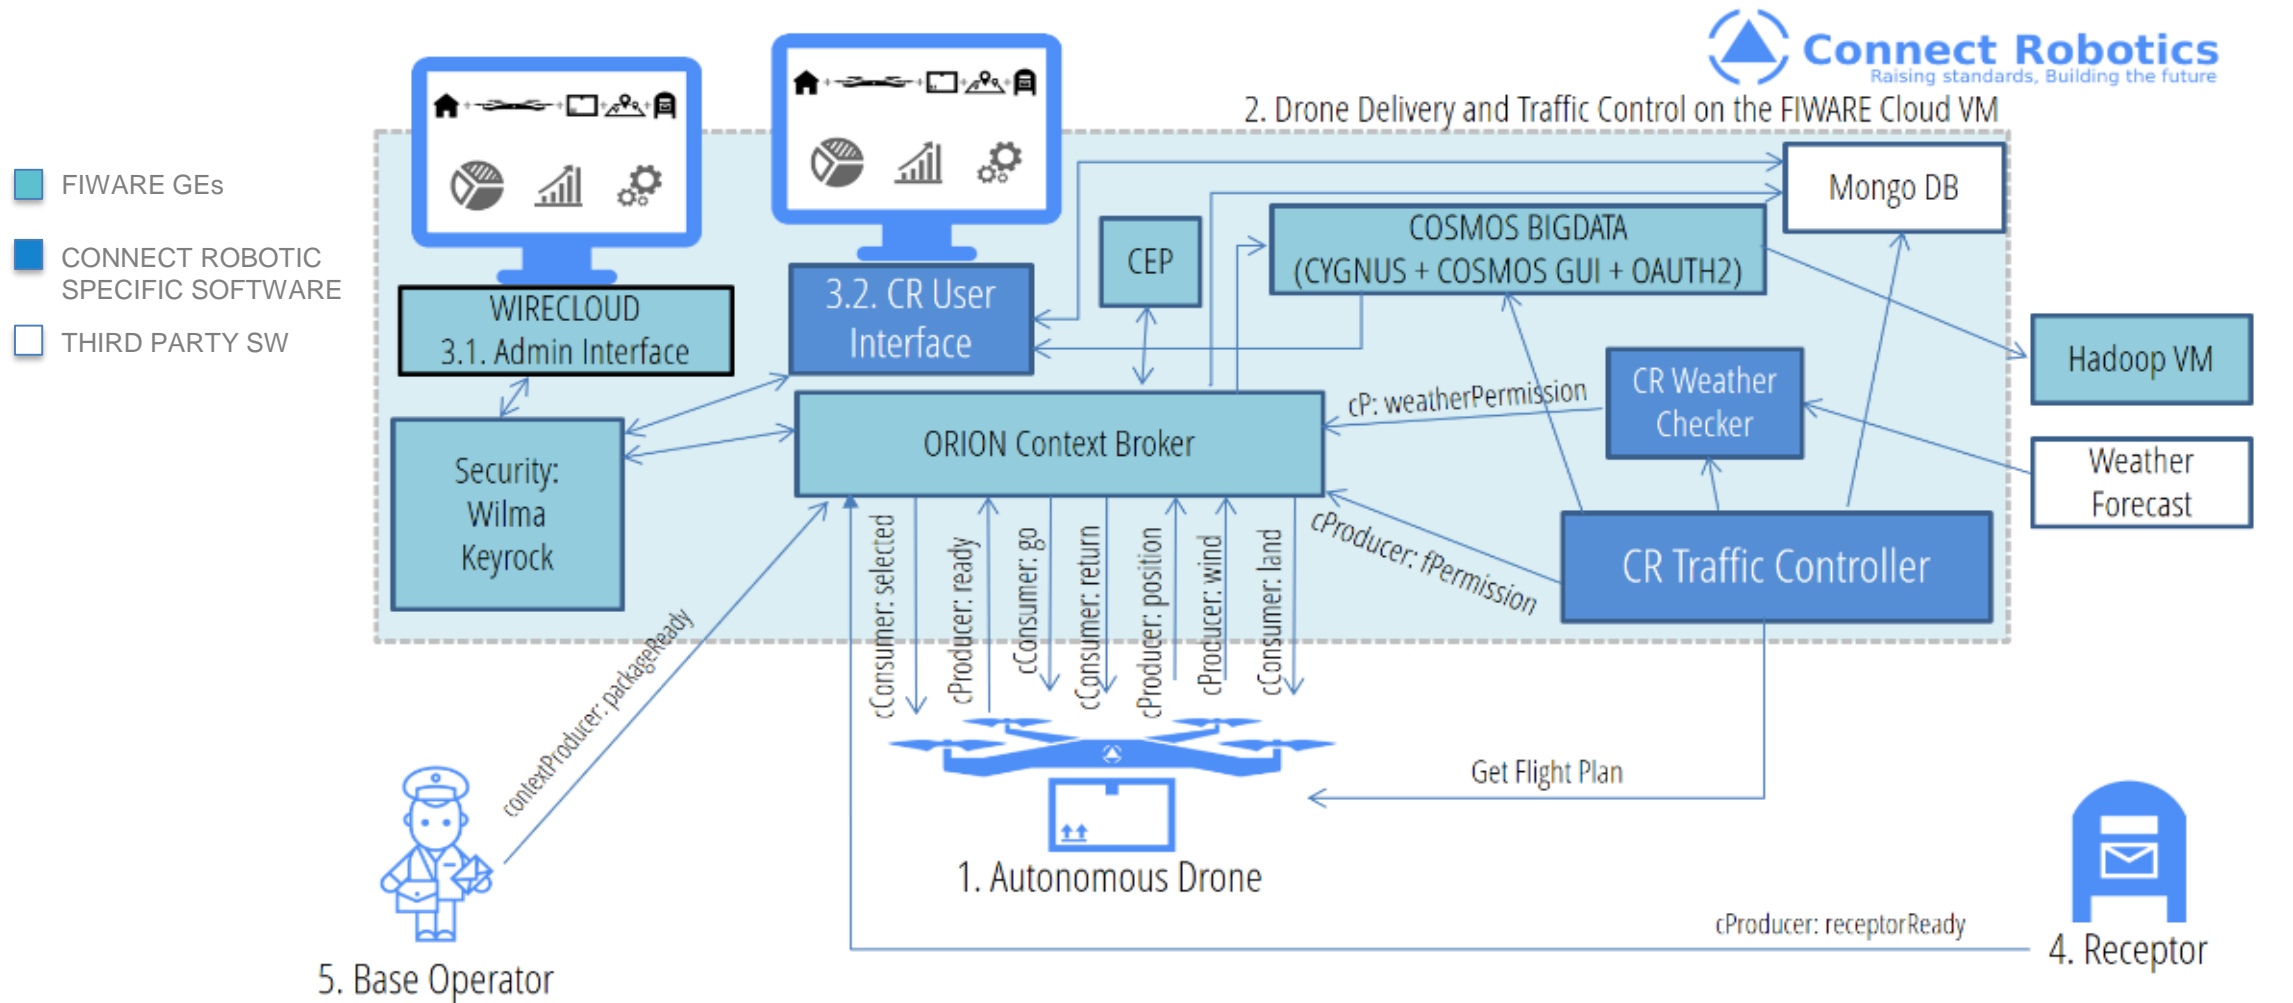 Connect Robotics
Raising standards, Building the future
2. Drone Delivery and Traffic Control on the FIWARE Cloud VM
FIWARE GEs
CONNECT ROBOTIC
SPECIFIC SOFTWARE
THIRD PARTY SW
WIRECLOUD
3.1. Admin Interface
3.2. CR User
Interface
CEP
COSMOS BIGDATA
(CYGNUS + COSMOS GUI + OAUTH2)
Mongo DB
Hadoop VM
Weather
Forecast
CR Weather
Checker
cP: weatherPermission
ORION Context Broker
Security:
Wilma
Keyrock
CR Traffic Controller
cProducer: fPermission
cConsumer: selected
cProducer: ready
cConsumer: go
cConsumer: return
cProducer: position
cProducer: wind
cConsumer: land
contextProducer: packageReady
Get Flight Plan
1. Autonomous Drone
cProducer: receptorReady
4. Receptor
5. Base Operator